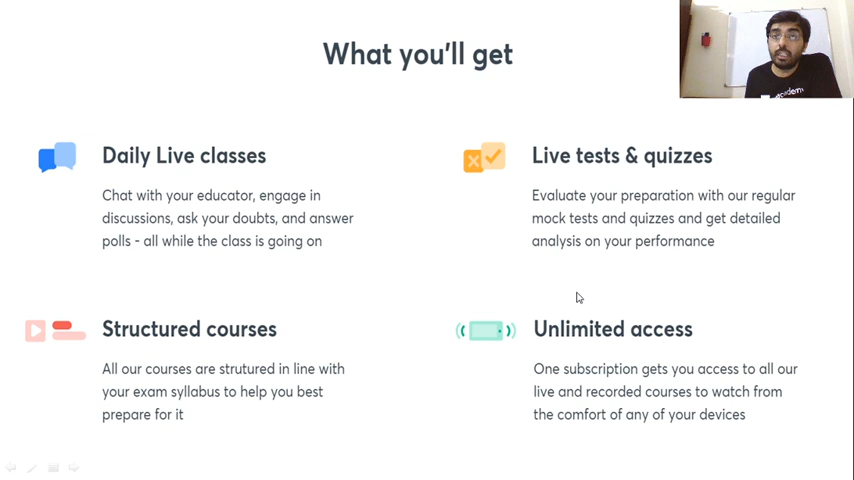 What you'll get
Daily Live classes
Chat with your educator, engage in
discussions, ask your doubts, and answer
polls - all while the class is going on
Live tests & quizzes
Evaluate your preparation with our regular
mock tests and quizzes and get detailed
analysis on your performance
Structured courses
All our courses are strutured in line with
your exam syllabus to help you best
prepare for it
Unlimited access
One subscription gets you access to all our
live and recorded courses to watch from
the comfort of any of your devices